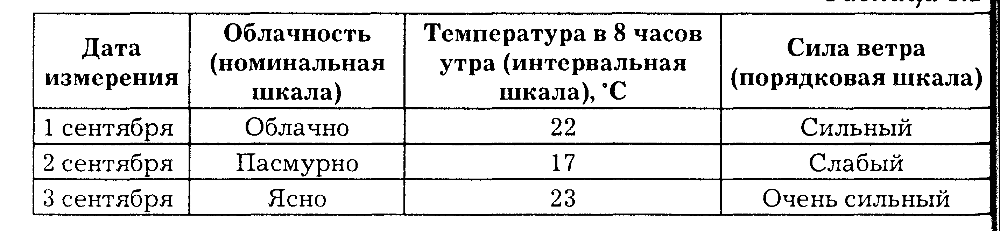 Дата измерения
Облачность (номинальная шкала)
Температура в 8 часов утра (интервальная шкала), °С
Сила ветра (порядковая шкала)
1 сентября Облачно 22 Сильный
2 сентября Пасмурно 17 Слабый
3 сентября Ясно 23 Очень сильный